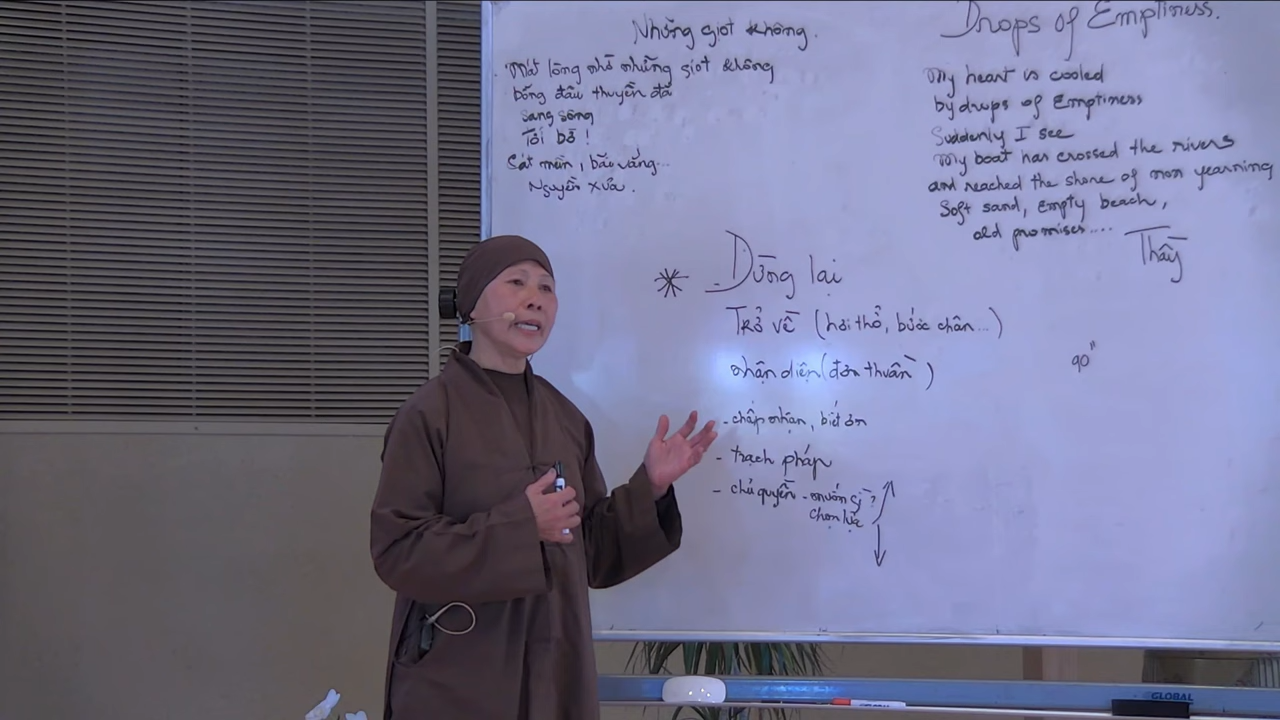 Những giọt không.
Mát lòng nhỏ những giọt không
bỗng đâu thuyền đã
sang sông
Tới bờ !
Cát mềm, bãi vắng...
Nguyền xưa.
Drops of Emptiness.
My heart is cooled
by drops of Emptiness
Suddenly I see
My boat has crossed the rivers
and reached the shore of non yearning
Soft sand, Empty beach,
old promises....
Thầy
- Dừng lại
Trở về (hơi thở, bước chân...)
nhận diện (đơn thuần)
90"
- chấp nhận, biết ơn
- trạch pháp
- chủ quyền - muốn gì ?
chọn lựa
GLOBAL